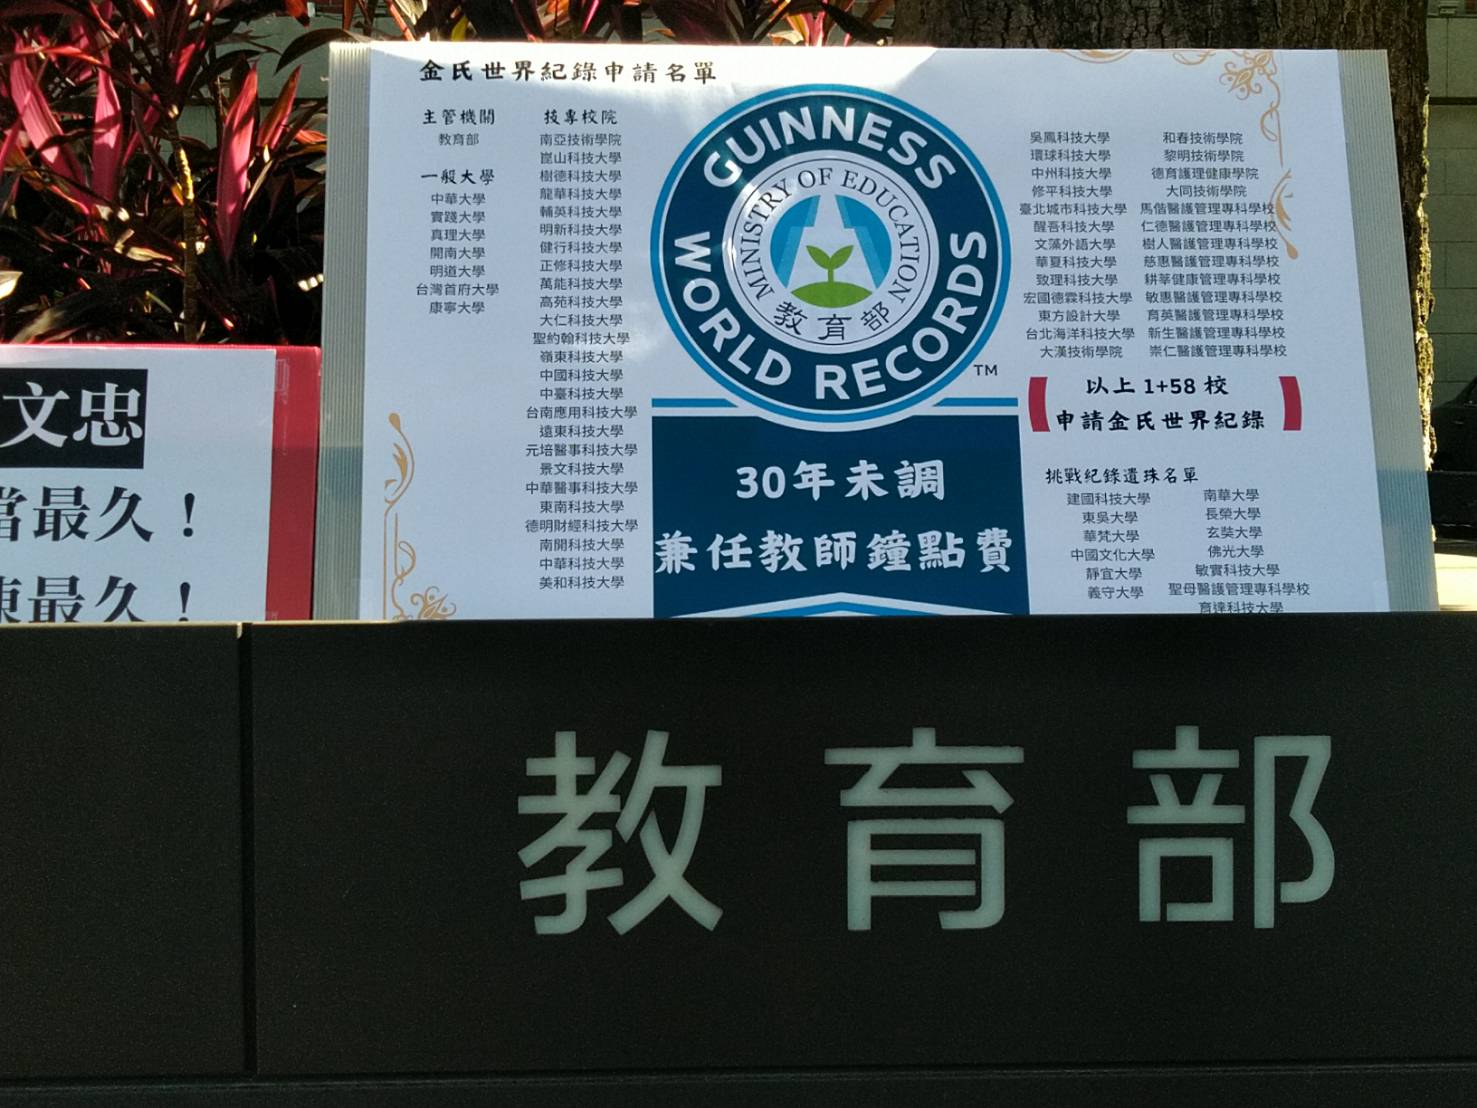 金氏世界紀錄申請名單
主管機關
教育部
一般大學
中華大學
實踐大學
真理大學
開南大學
明道大學
台灣首府大學
康寧大學
技專校院
南亞技術學院
崑山科技大學
樹德科技大學
龍華科技大學
輔英科技大學
明新科技大學
健行科技大學
正修科技大學
萬能科技大學
高苑科技大學
大仁科技大學
聖約翰科技大學
嶺東科技大學
中國科技大學
中臺科技大學
台南應用科技大學
遠東科技大學
元培醫事科技大學
景文科技大學
中華醫事科技大學
東南科技大學
德明財經科技大學
南開科技大學
中華科技大學
美和科技大學
GUINNESS
WORLD RECORDS
TM
MINISTRY OF EDUCATION
教育部
30年未調
兼任教師鐘點費
吳鳳科技大學
環球科技大學
中州科技大學
修平科技大學
臺北城市科技大學
醒吾科技大學
文藻外語大學
華夏科技大學
致理科技大學
宏國德霖科技大學
東方設計大學
台北海洋科技大學
大漢技術學院
和春技術學院
黎明技術學院
德育護理健康學院
大同技術學院
馬偕醫護管理專科學校
仁德醫護管理專科學校
樹人醫護管理專科學校
慈惠醫護管理專科學校
耕莘健康管理專科學校
敏惠醫護管理專科學校
育英醫護管理專科學校
新生醫護管理專科學校
崇仁醫護管理專科學校
以上 1+58 校
申請金氏世界紀錄
挑戰紀錄遺珠名單
建國科技大學
東吳大學
華梵大學
中國文化大學
靜宜大學
義守大學
南華大學
長榮大學
玄奘大學
佛光大學
敏實科技大學
聖母醫護管理專科學校
育達科技大學
文忠
當最久！
最久！
教育部